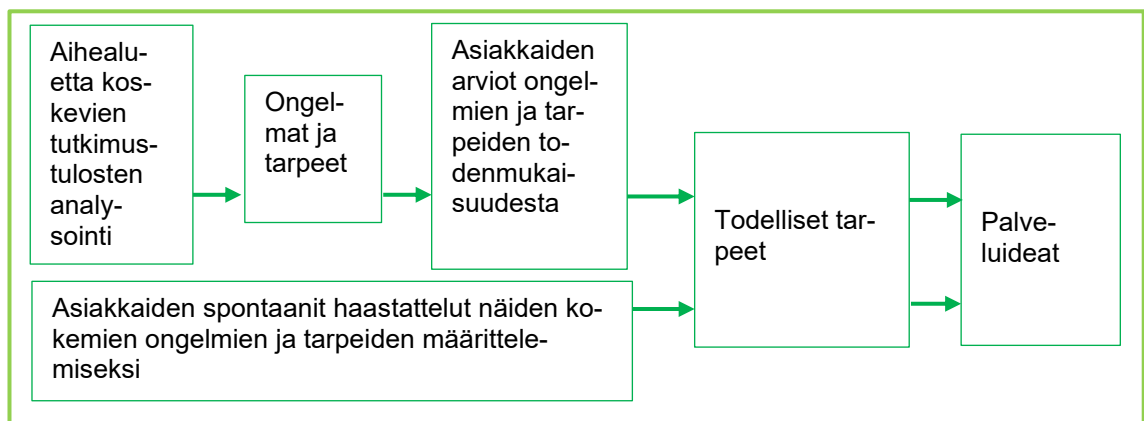 Aihealu-
etta kos-
kevien
tutkimus-
tulosten
analy-
sointi
Ongel-
mat ja
tarpeet
Asiakkaiden
arviot ongel-
mien ja tar-
peiden to-
denmukai-
suudesta
Asiakkaiden spontaanit haastattelut näiden ko-
kemien ongelmien ja tarpeiden määrittele-
miseksi
Todelliset tar-
peet
Palve-
luideat